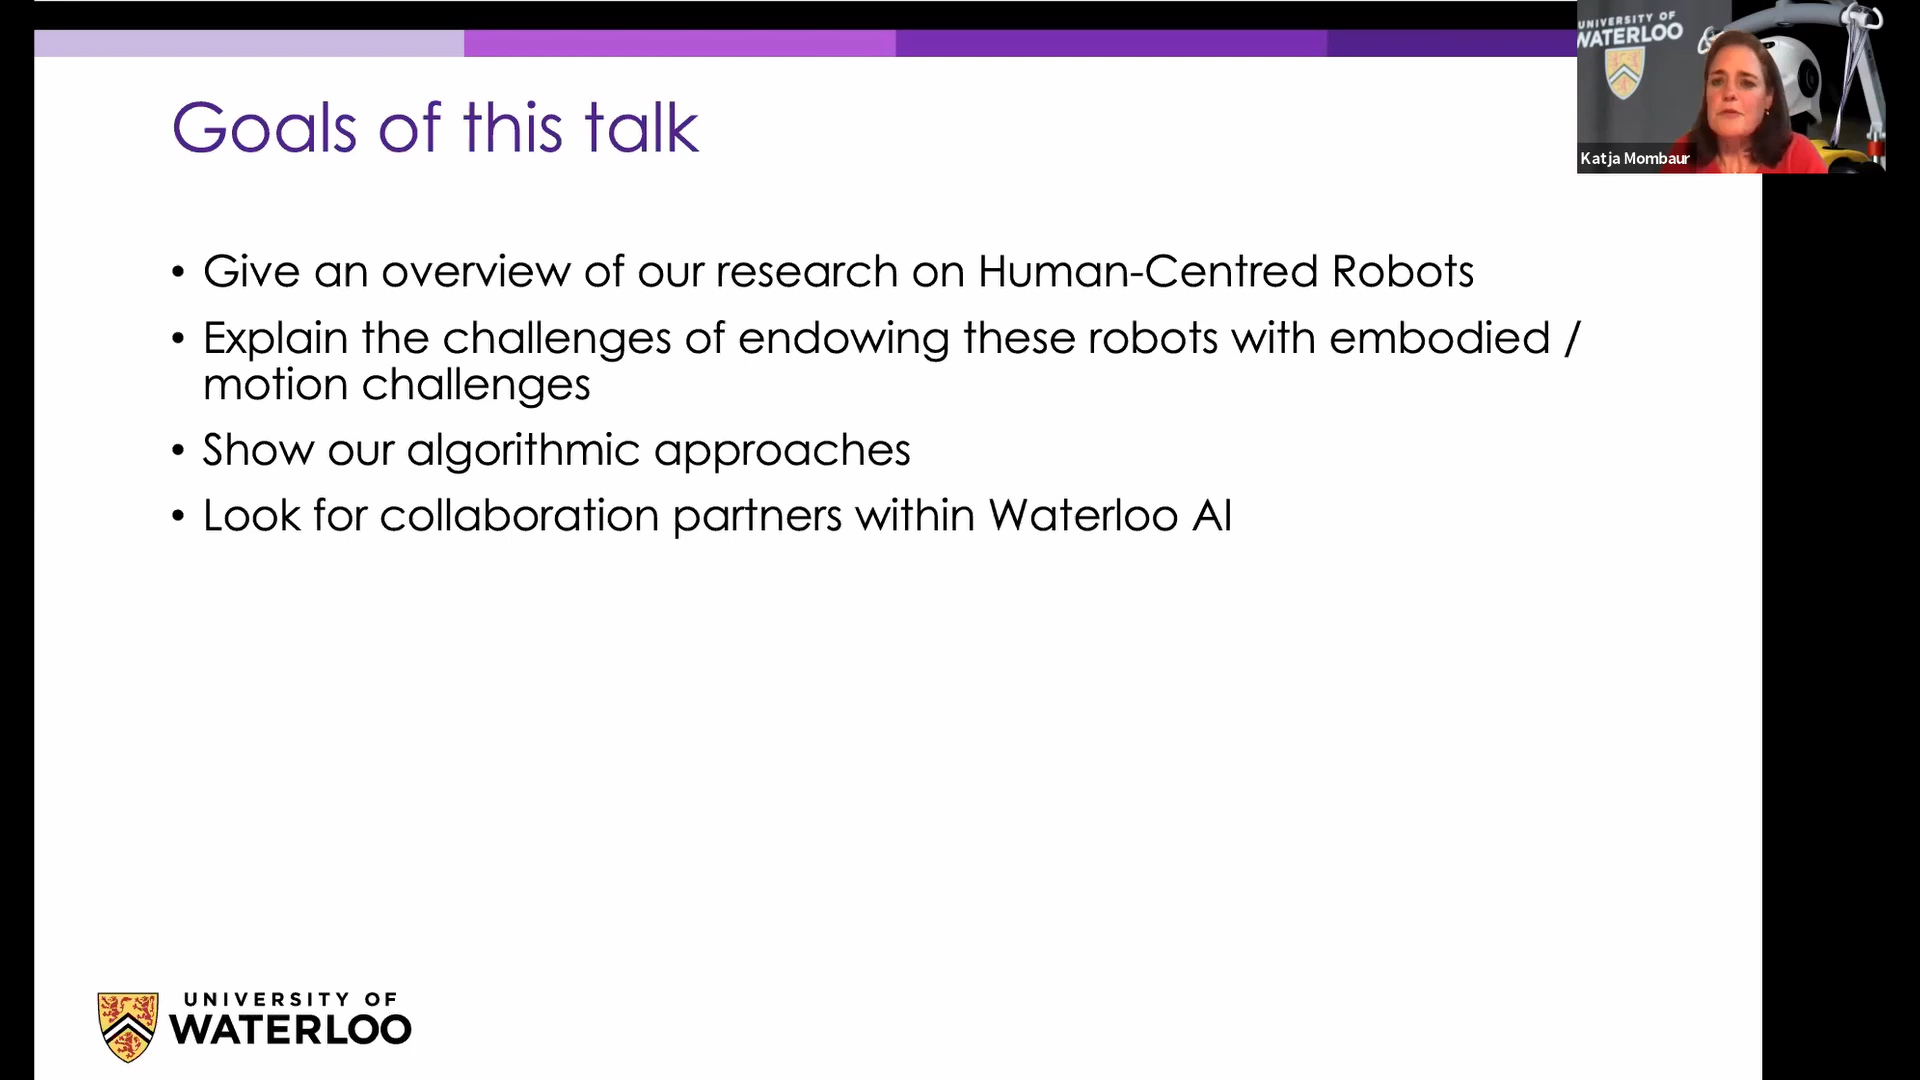 UNIVERSITY OF
WATERLOO
Katja Mombaur
Goals of this talk
• Give an overview of our research on Human-Centred Robots
• Explain the challenges of endowing these robots with embodied /
motion challenges
• Show our algorithmic approaches
• Look for collaboration partners within Waterloo AI
UNIVERSITY OF
WATERLOO